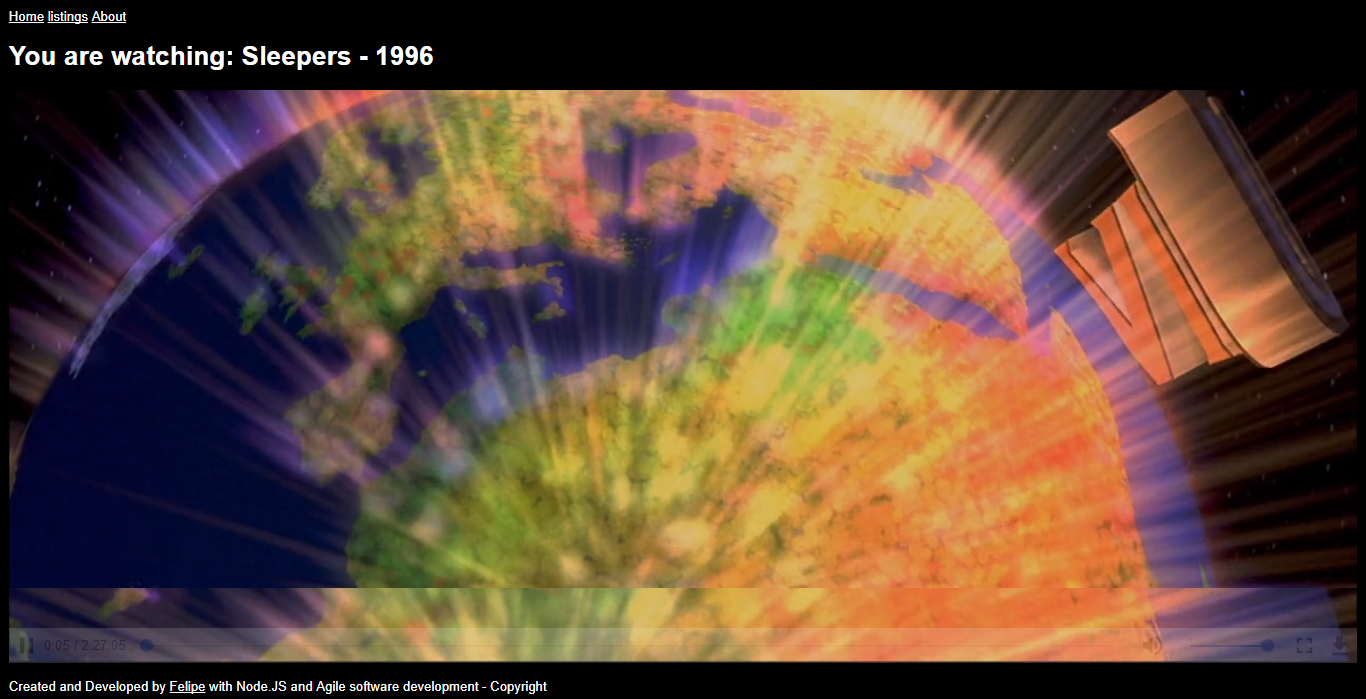 Home listings About
You are watching: Sleepers - 1996
0:05 / 2:27:05
Created and Developed by Felipe with Node.JS and Agile software development - Copyright